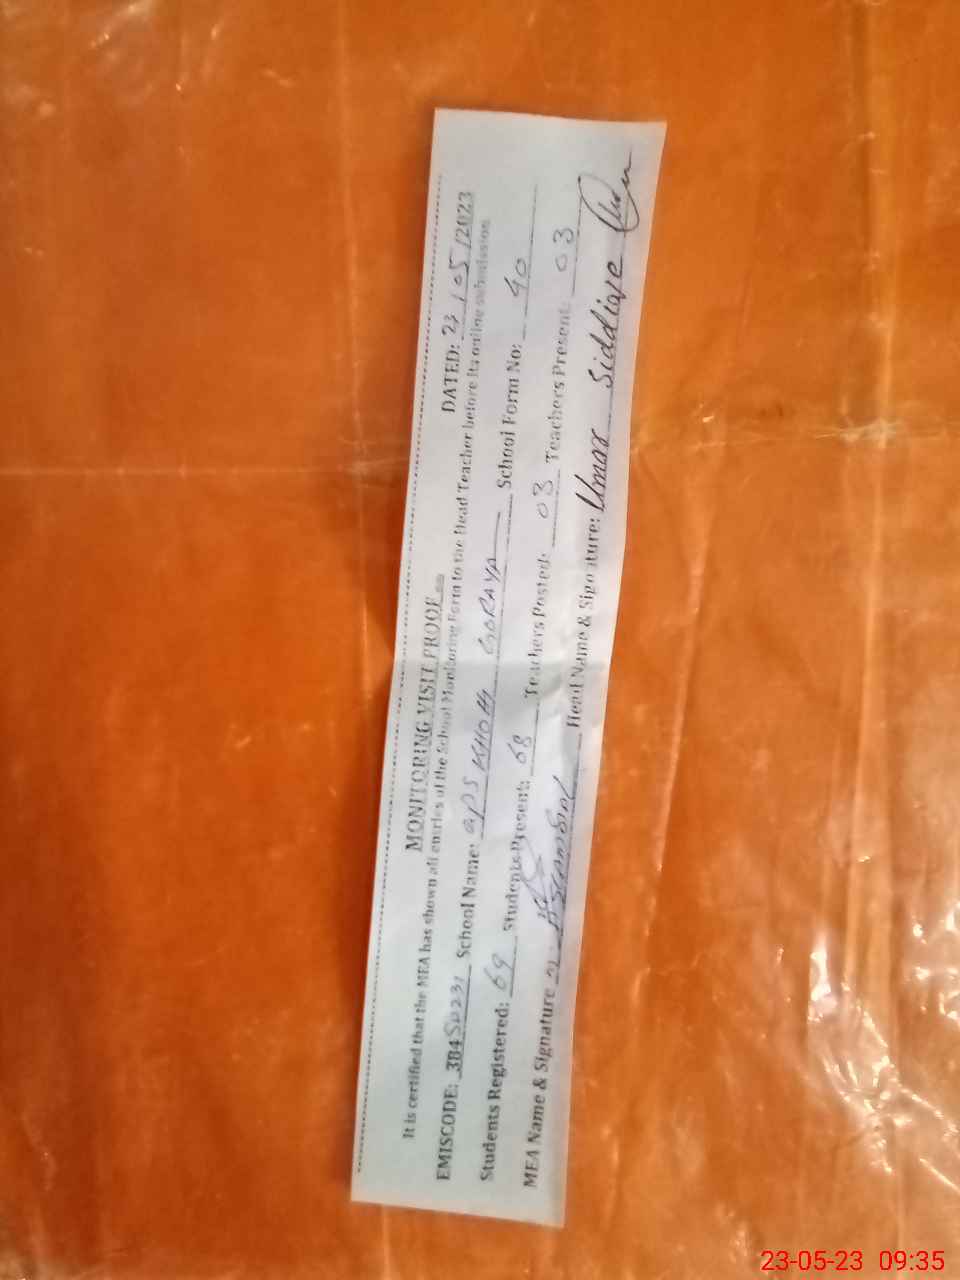 MONITORING VISIT PROOF
It is certified that the MEA has shown all entries of the School Monitoring Form to the Head Teacher before its online submission
EMISCODE: 38450231 School Name: GPS KHOHJ GORAYA DATED: 23/05/2023
Students Registered: 69 Students Present: 68 Teachers Posted: 03 School Form No: 40
Teachers Present: 03
MEA Name & Signature Head Name & Signature: Umar Siddique
23-05-23 09:35